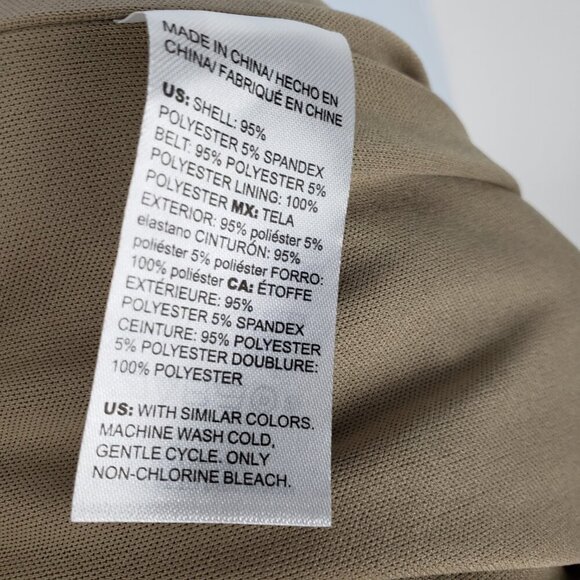 MADE IN CHINA/ HECHO EN
CHINA/ FABRIQUÉ EN CHINE
US: SHELL: 95%
POLYESTER 5% SPANDEX
BELT: 95% POLYESTER 5%
POLYESTER LINING: 100%
POLYESTER MX: TELA
EXTERIOR: 95% poliéster 5%
elastano CINTURÓN: 95%
poliéster 5% poliéster FORRO:
100% poliéster CA: ÉTOFFE
EXTÉRIEURE: 95%
POLYESTER 5% SPANDEX
CEINTURE: 95% POLYESTER
5% POLYESTER DOUBLURE:
100% POLYESTER
US: WITH SIMILAR COLORS.
MACHINE WASH COLD,
GENTLE CYCLE. ONLY
NON-CHLORINE BLEACH.